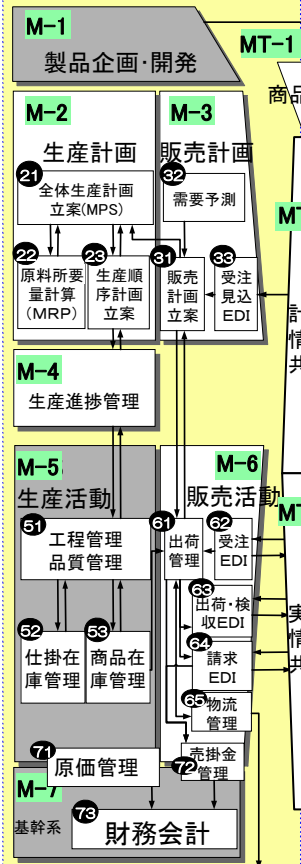 M-1
製品企画･開発
MT-1
商品
M-2
生産計画
21
全体生産計画
立案(MPS)
22
原料所要
量計算
(MRP)
23
生産順
序計画
立案
M-3
販売計画
32
需要予測
31
販売
計画
立案
33
受注
見込
EDI
MT
計
情
共
M-4
生産進捗管理
M-5
生産活動
51
工程管理
品質管理
52
仕掛在
庫管理
53
商品在
庫管理
M-6
販売活動
61
出荷
管理
62
受注
EDI
63
出荷・検
収EDI
64
請求
EDI
65
物流
管理
MT
実
情
共
71
原価管理
72
売掛金
管理
M-7
基幹系
73
財務会計